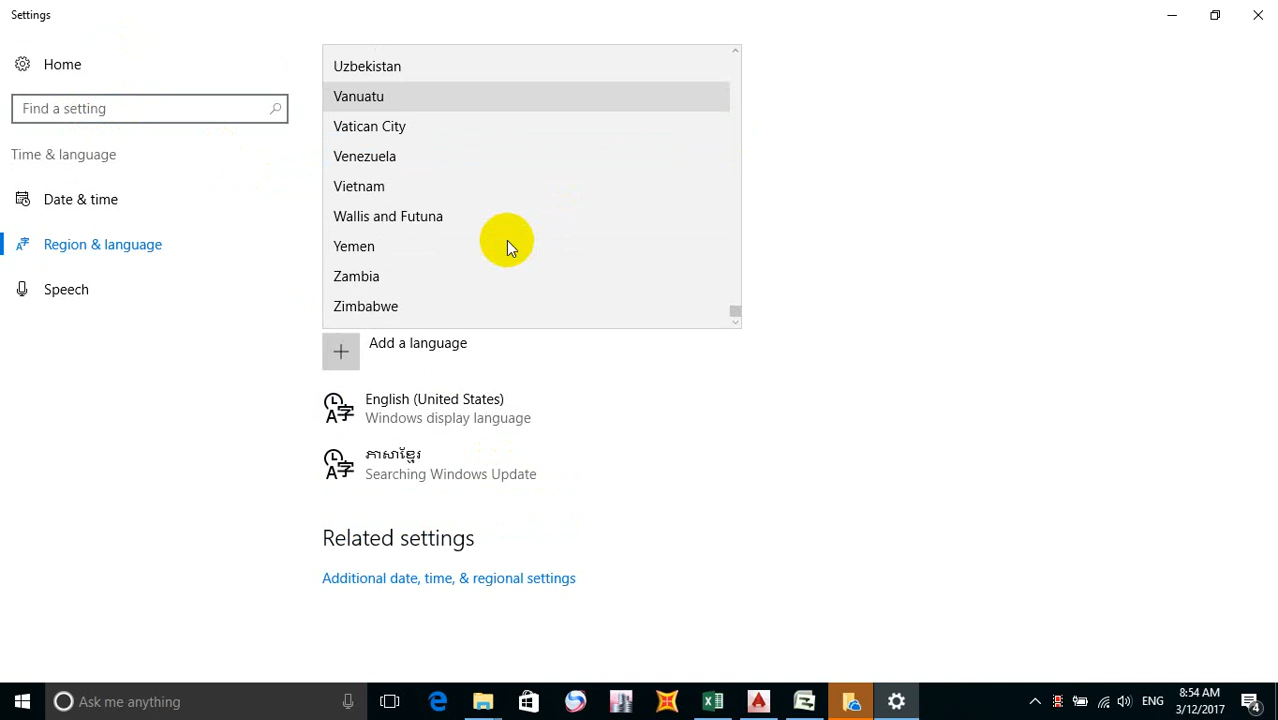 Settings
Home
Find a setting
Time & language
Date & time
Region & language
Speech
Uzbekistan
Vanuatu
Vatican City
Venezuela
Vietnam
Wallis and Futuna
Yemen
Zambia
Zimbabwe
Add a language
English (United States)
Windows display language
ភាសាខ្មែរ
Searching Windows Update
Related settings
Additional date, time, & regional settings
Ask me anything
ENG
8:54 AM
3/12/2017
4